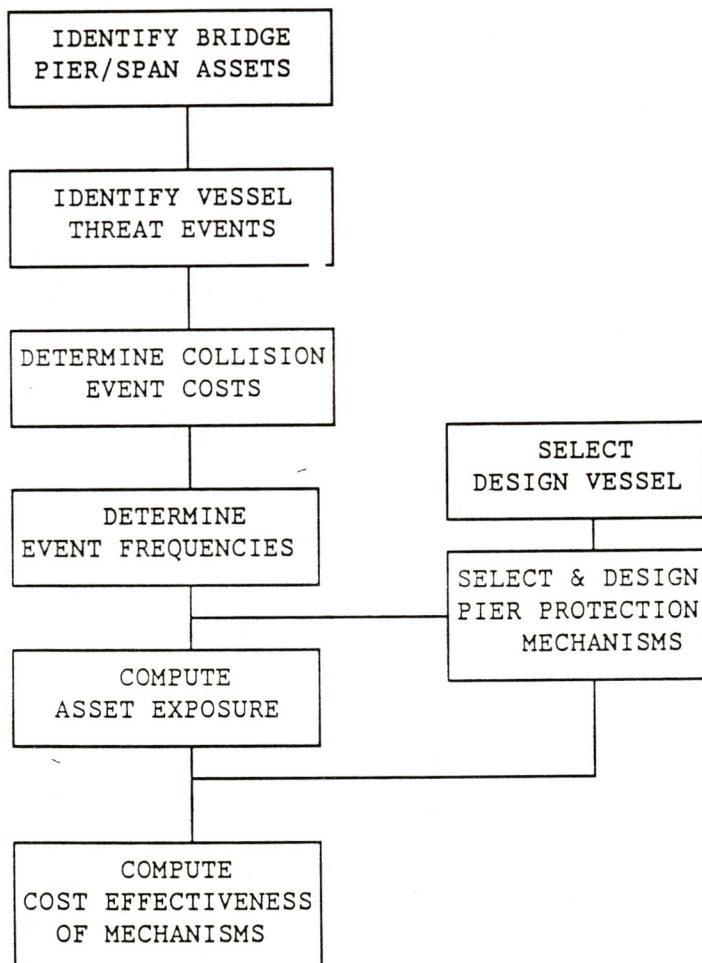 IDENTIFY BRIDGE
PIER/SPAN ASSETS
IDENTIFY VESSEL
THREAT EVENTS
DETERMINE COLLISION
EVENT COSTS
DETERMINE
EVENT FREQUENCIES
SELECT
DESIGN VESSEL
SELECT & DESIGN
PIER PROTECTION
MECHANISMS
COMPUTE
ASSET EXPOSURE
COMPUTE
COST EFFECTIVENESS
OF MECHANISMS